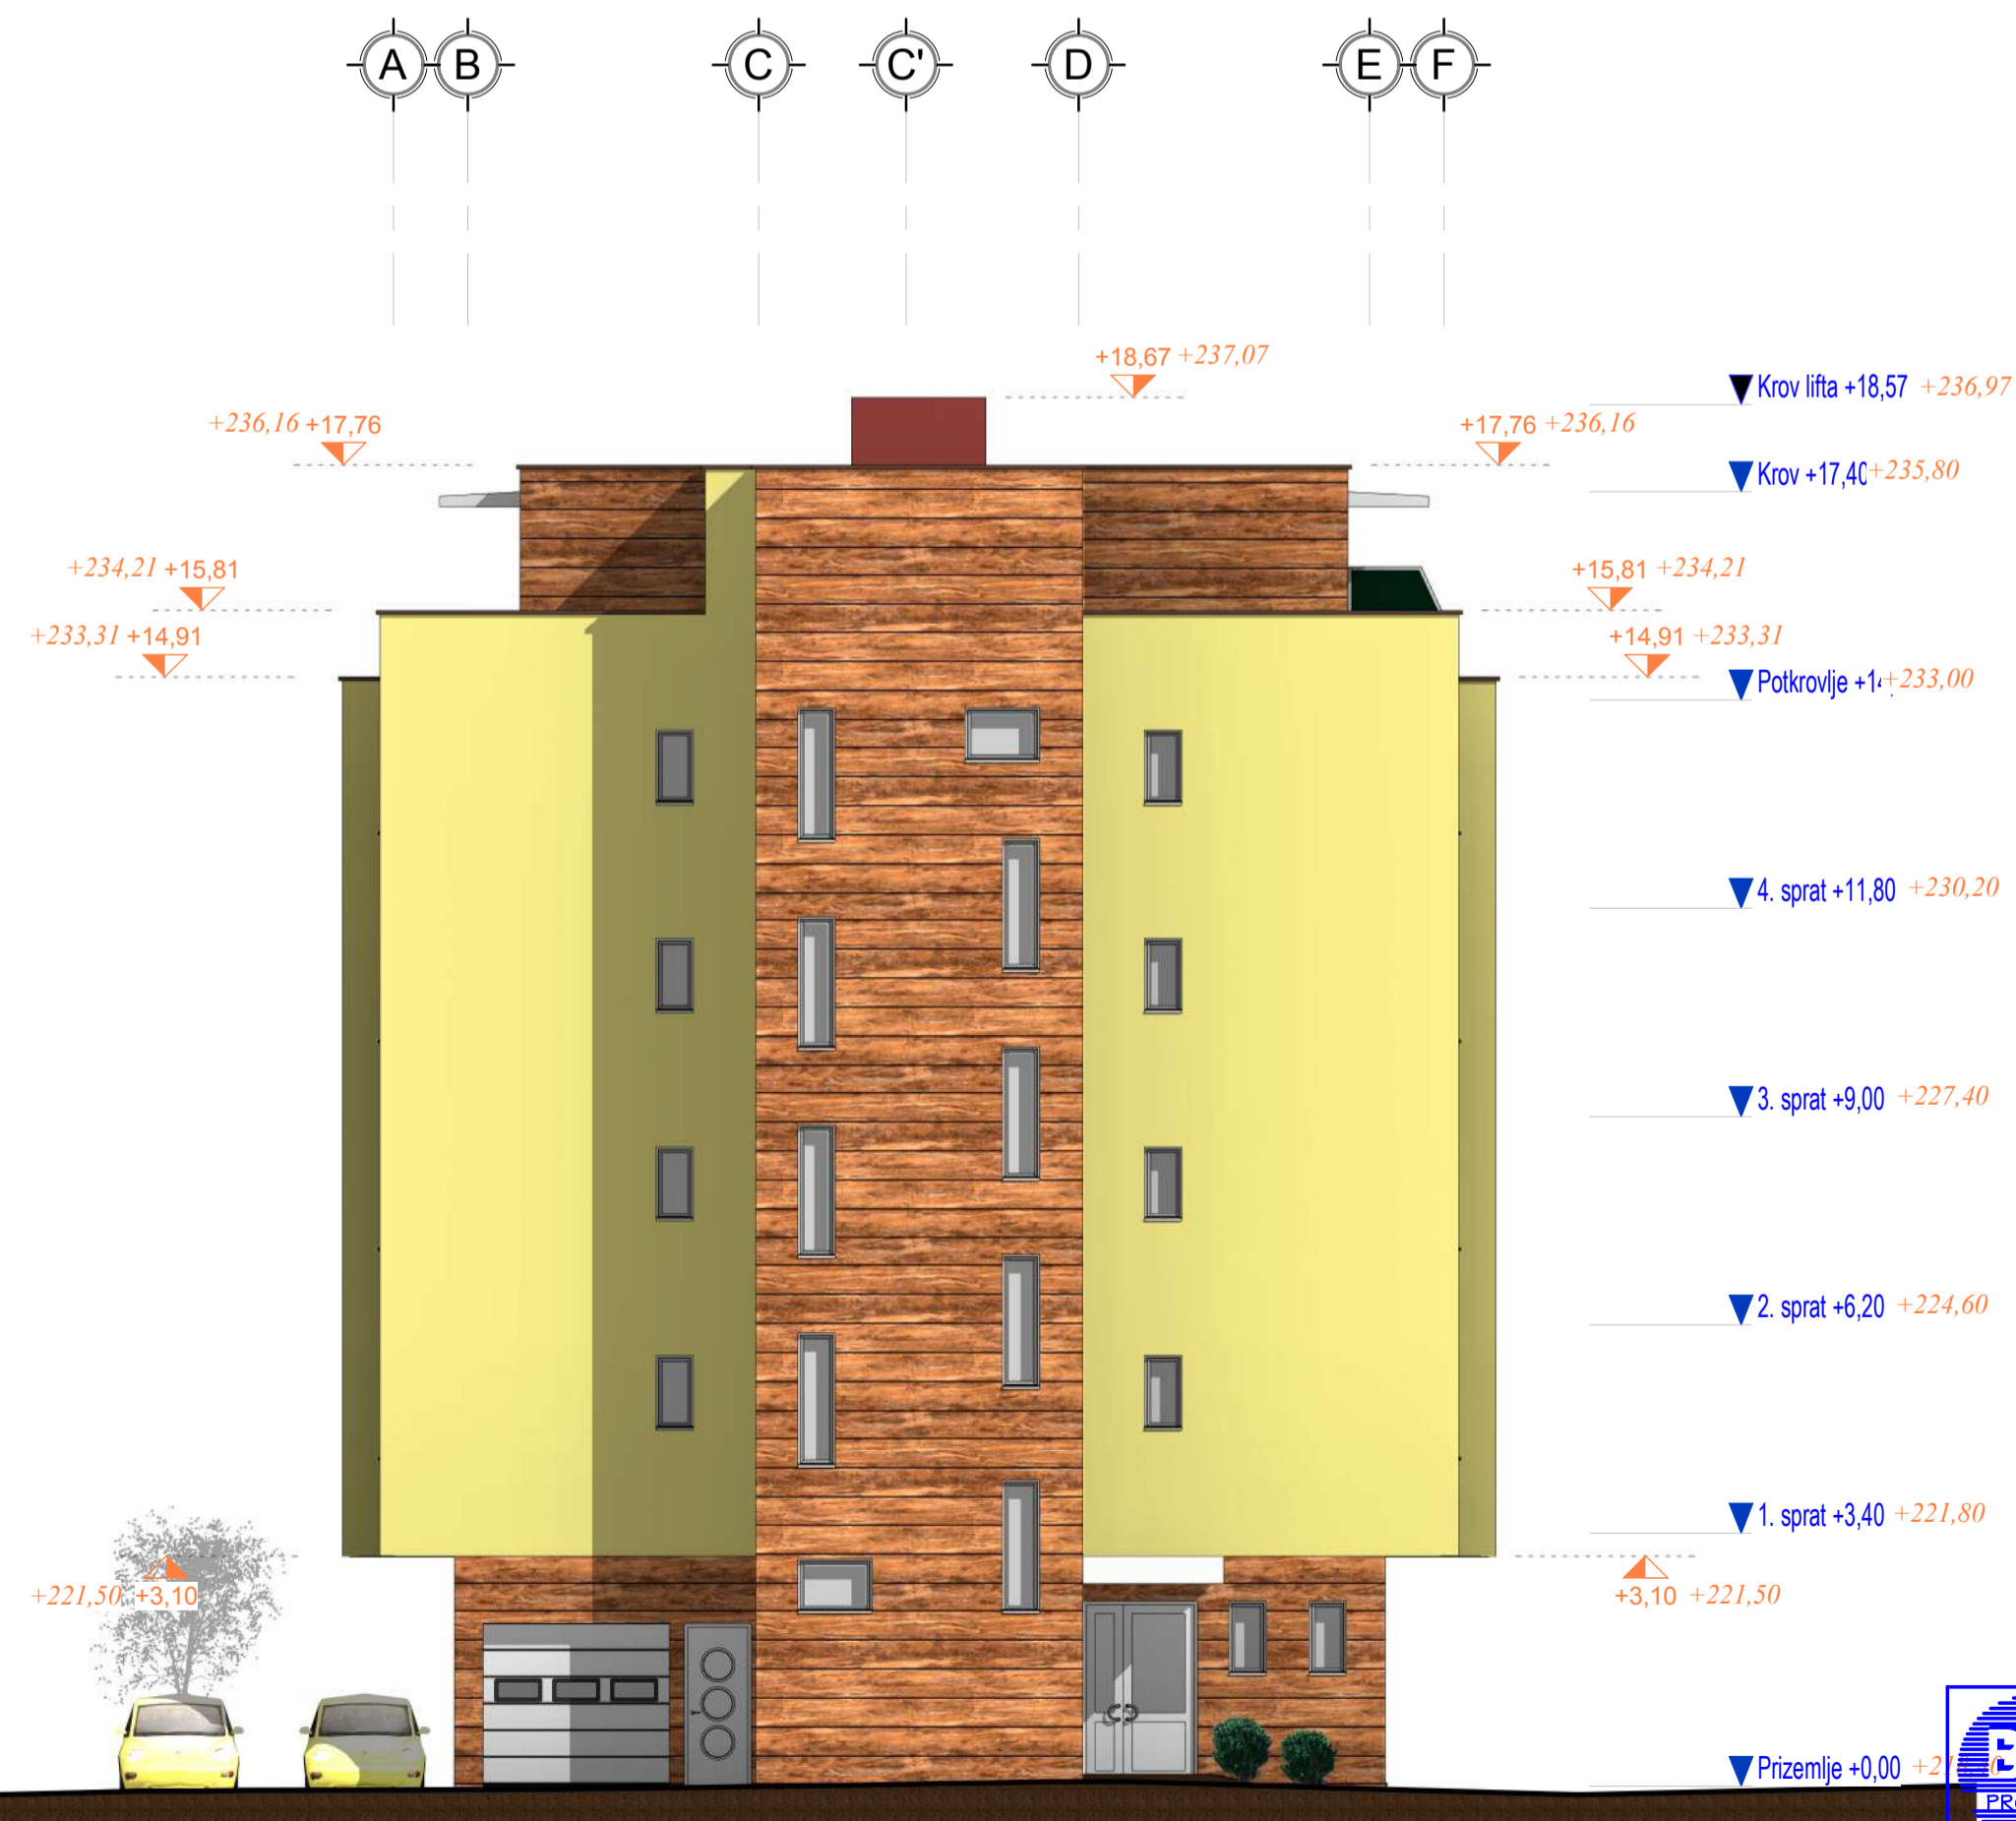 A B C C' D E F
+18,67 +237,07
Krov lifta +18,57 +236,97
+236,16 +17,76
+17,76 +236,16
Krov +17,40 +235,80
+234,21 +15,81
+15,81 +234,21
+233,31 +14,91
+14,91 +233,31
Potkrovlje +233,00
4. sprat +11,80 +230,20
3. sprat +9,00 +227,40
2. sprat +6,20 +224,60
1. sprat +3,40 +221,80
+221,50 +3,10
+3,10 +221,50
Prizemlje +0,00